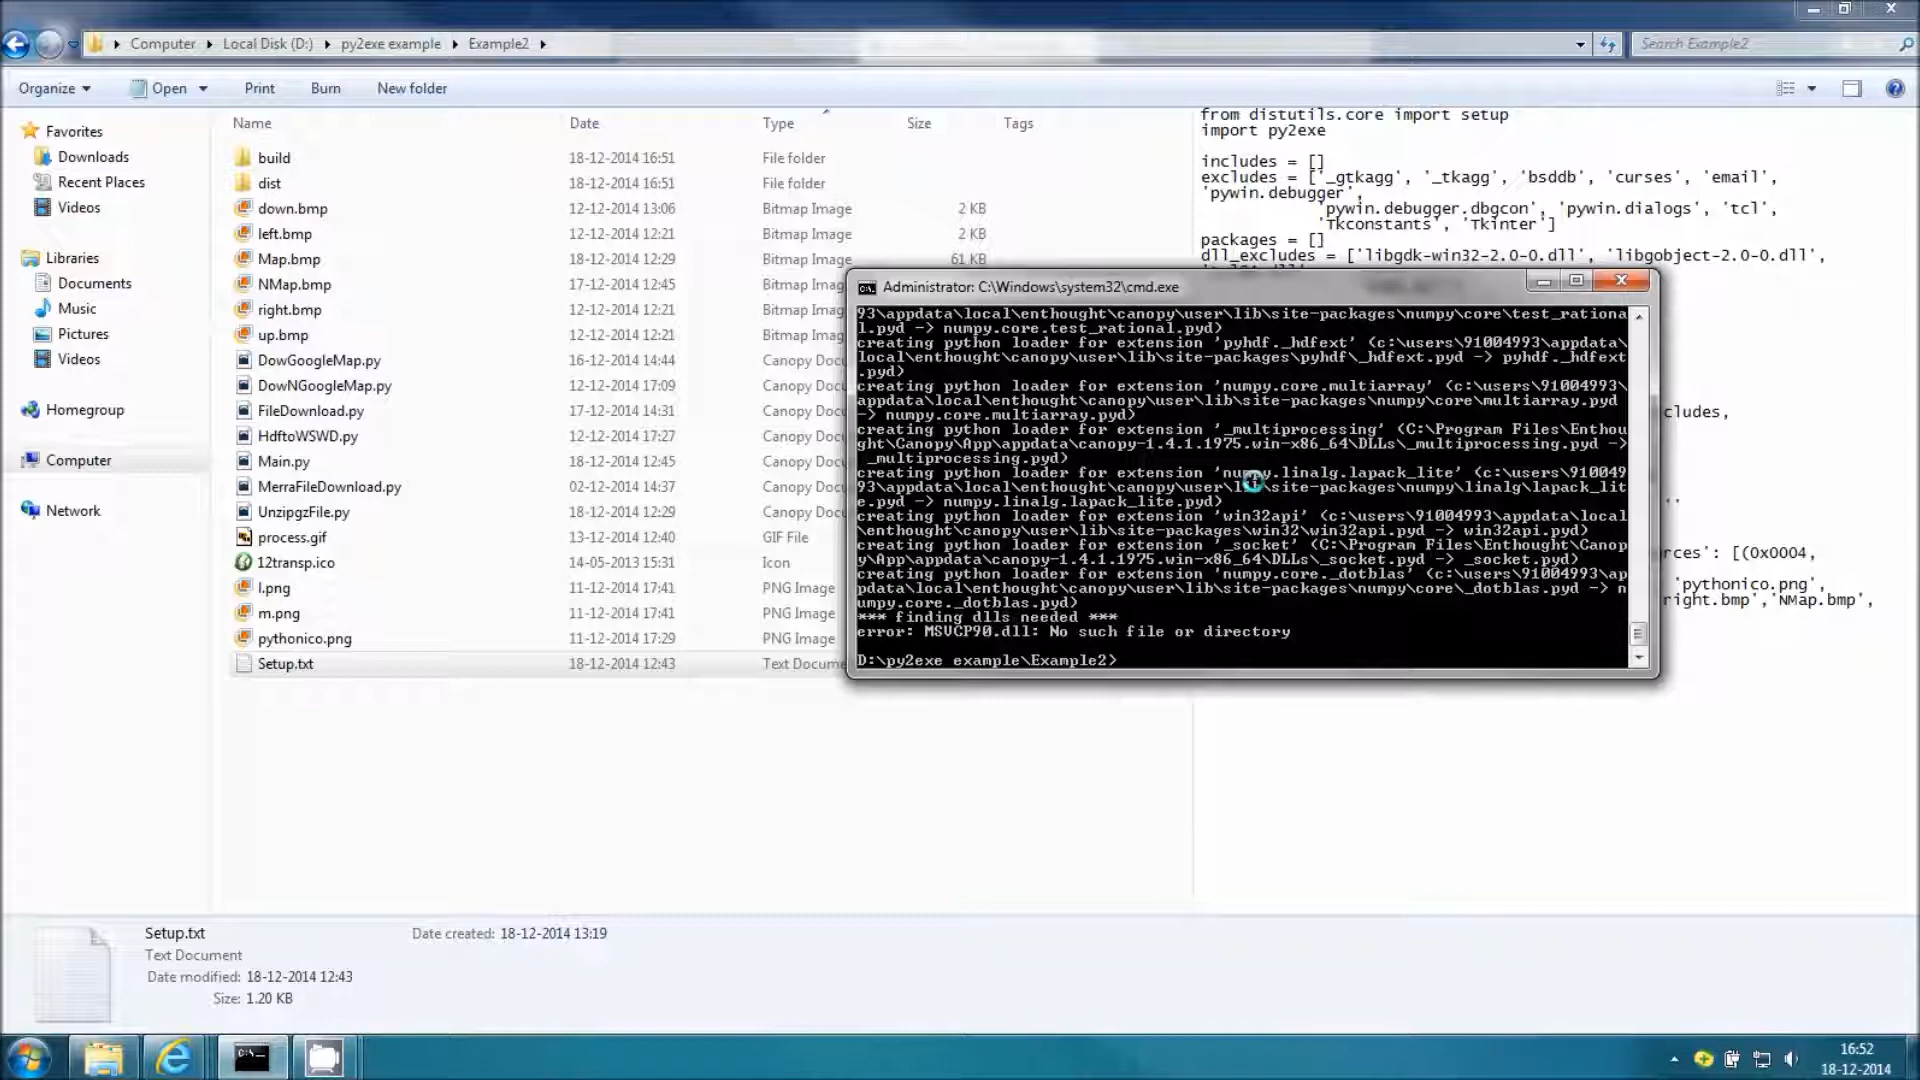 Computer
Local Disk (D:)
py2exe example
Example2
Search Example2
Organize
Open
Print
Burn
New folder
Favorites
Downloads
Recent Places
Videos
Libraries
Documents
Music
Pictures
Videos
Homegroup
Computer
Network
Name Date Type Size Tags
build 18-12-2014 16:51 File folder
dist 18-12-2014 16:51 File folder
down.bmp 12-12-2014 13:06 Bitmap Image 2 KB
left.bmp 12-12-2014 12:21 Bitmap Image 2 KB
Map.bmp 18-12-2014 12:29 Bitmap Image 61 KB
NMap.bmp 17-12-2014 12:45 Bitmap Image
right.bmp 12-12-2014 12:21 Bitmap Image
up.bmp 12-12-2014 12:21 Bitmap Image
DowGoogleMap.py 16-12-2014 14:44 Canopy Docu
DowNGoogleMap.py 12-12-2014 17:09 Canopy Docu
FileDownload.py 17-12-2014 14:31 Canopy Docu
HdftoWSWD.py 12-12-2014 17:27 Canopy Docu
Main.py 18-12-2014 12:45 Canopy Docu
MerraFileDownload.py 02-12-2014 14:37 Canopy Docu
UnzipgzFile.py 18-12-2014 12:29 Canopy Docu
process.gif 13-12-2014 12:40 GIF File
12transp.ico 14-05-2013 15:31 Icon
l.png 11-12-2014 17:41 PNG Image
m.png 11-12-2014 17:41 PNG Image
pythonico.png 11-12-2014 17:29 PNG Image
Setup.txt 18-12-2014 12:43 Text Docume
from distutils.core import setup
import py2exe
includes = []
excludes = ['_gtkagg', '_tkagg', 'bsddb', 'curses', 'email',
'pywin.debugger',
'pywin.debugger.dbgcon', 'pywin.dialogs', 'tcl',
'Tkconstants', 'Tkinter']
packages = []
dll_excludes = ['libgdk-win32-2.0-0.dll', 'libgobject-2.0-0.dll',
cludes,
..
urces': [(0x0004,
'pythonico.png',
right.bmp','NMap.bmp',
Administrator: C:\Windows\system32\cmd.exe
93\appdata\local\enthought\canopy\user\lib\site-packages\numpy\core\test_rationa
l.pyd -> numpy.core.test_rational.pyd)
creating python loader for extension 'pyhdf._hdfext' (c:\users\91004993\appdata\
local\enthought\canopy\user\lib\site-packages\pyhdf\_hdfext.pyd -> pyhdf._hdfext
.pyd)
creating python loader for extension 'numpy.core.multiarray' (c:\users\91004993\
appdata\local\enthought\canopy\user\lib\site-packages\numpy\core\multiarray.pyd
-> numpy.core.multiarray.pyd)
creating python loader for extension '_multiprocessing' (C:\Program Files\Enthou
ght\Canopy\App\appdata\canopy-1.4.1.1975.win-x86_64\DLLs\_multiprocessing.pyd ->
_multiprocessing.pyd)
creating python loader for extension 'numpy.linalg.lapack_lite' (c:\users\910049
93\appdata\local\enthought\canopy\user\lib\site-packages\numpy\linalg\lapack_lit
e.pyd -> numpy.linalg.lapack_lite.pyd)
creating python loader for extension 'win32api' (c:\users\91004993\appdata\local
\enthought\canopy\user\lib\site-packages\win32\win32api.pyd -> win32api.pyd)
creating python loader for extension '_socket' (C:\Program Files\Enthought\Canop
y\App\appdata\canopy-1.4.1.1975.win-x86_64\DLLs\_socket.pyd -> _socket.pyd)
creating python loader for extension 'numpy.core._dotblas' (c:\users\91004993\ap
pdata\local\enthought\canopy\user\lib\site-packages\numpy\core\_dotblas.pyd -> n
umpy.core._dotblas.pyd)
*** finding dlls needed ***
error: MSVCP90.dll: No such file or directory
D:\py2exe example\Example2>
Setup.txt
Date created: 18-12-2014 13:19
Text Document
Date modified: 18-12-2014 12:43
Size: 1.20 KB
16:52
18-12-2014